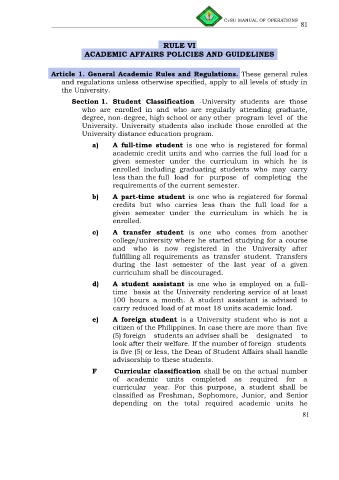 CvSU MANUAL OF OPERATIONS
81
RULE VI
ACADEMIC AFFAIRS POLICIES AND GUIDELINES
Article 1. General Academic Rules and Regulations. These general rules
and regulations unless otherwise specified, apply to all levels of study in
the University.
Section 1. Student Classification -University students are those
who are enrolled in and who are regularly attending graduate,
degree, non-degree, high school or any other program level of the
University. University students also include those enrolled at the
University distance education program.
a) A full-time student is one who is registered for formal
academic credit units and who carries the full load for a
given semester under the curriculum in which he is
enrolled including graduating students who may carry
less than the full load for purpose of completing the
requirements of the current semester.
b) A part-time student is one who is registered for formal
credits but who carries less than the full load for a
given semester under the curriculum in which he is
enrolled.
c) A transfer student is one who comes from another
college/university where he started studying for a course
and who is now registered in the University after
fulfilling all requirements as transfer student. Transfers
during the last semester of the last year of a given
curriculum shall be discouraged.
d) A student assistant is one who is employed on a full-
time basis at the University rendering service of at least
100 hours a month. A student assistant is advised to
carry reduced load of at most 18 units academic load.
e) A foreign student is a University student who is not a
citizen of the Philippines. In case there are more than five
(5) foreign students an adviser shall be designated to
look after their welfare. If the number of foreign students
is five (5( or less, the Dean of Student Affairs shall handle
advisorship to these students.
F Curricular classification shall be on the actual number
of academic units completed as required for a
curricular year. For this purpose, a student shall be
classified as Freshman, Sophomore, Junior, and Senior
depending on the total required academic units he
81